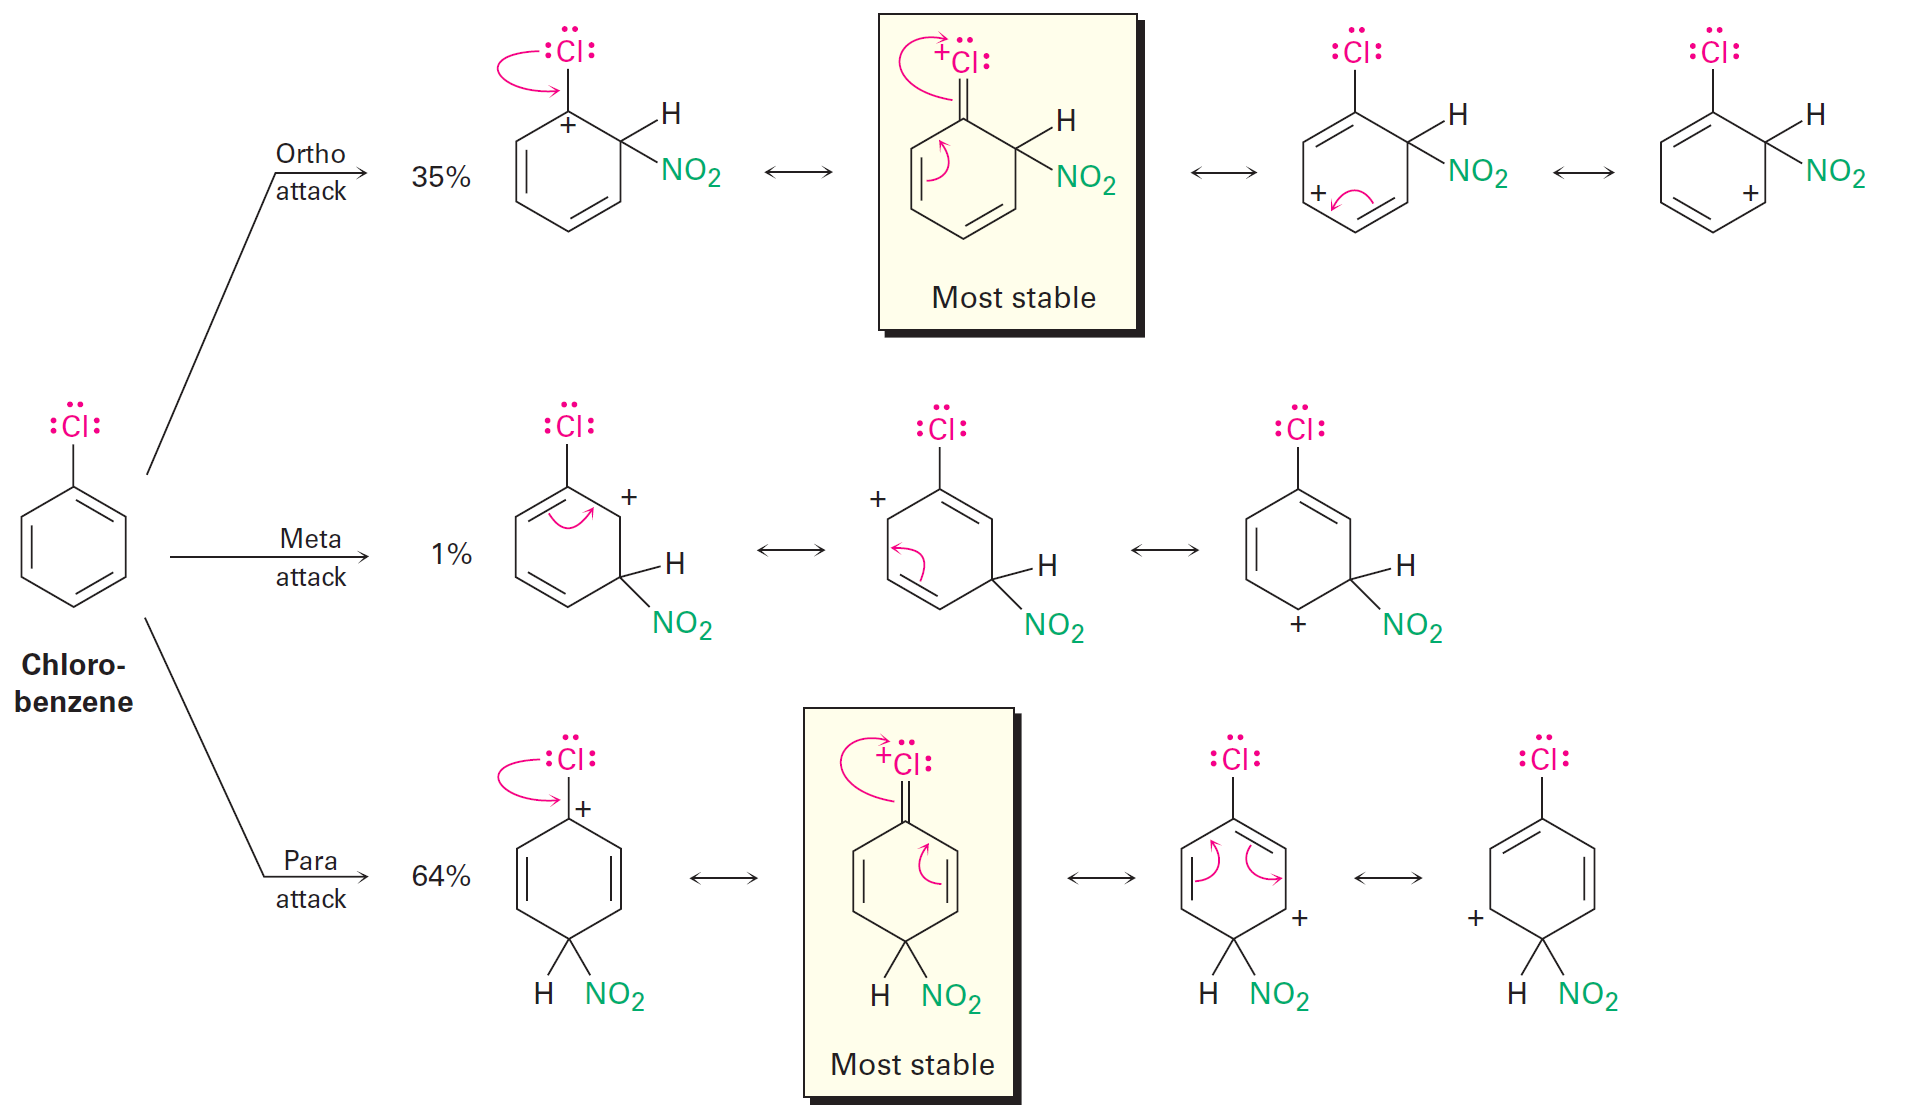 Cl
+
H
NO2
Ortho
attack
35%
+Cl
H
NO2
Most stable
Cl
H
NO2
+
Cl
H
NO2
+
Cl
Chloro-
benzene
Meta
attack
1%
Cl
+
H
NO2
Cl
+
H
NO2
Cl
H
NO2
+
Para
attack
64%
Cl
+
H NO2
+Cl
H NO2
Most stable
Cl
+
H NO2
Cl
+
H NO2